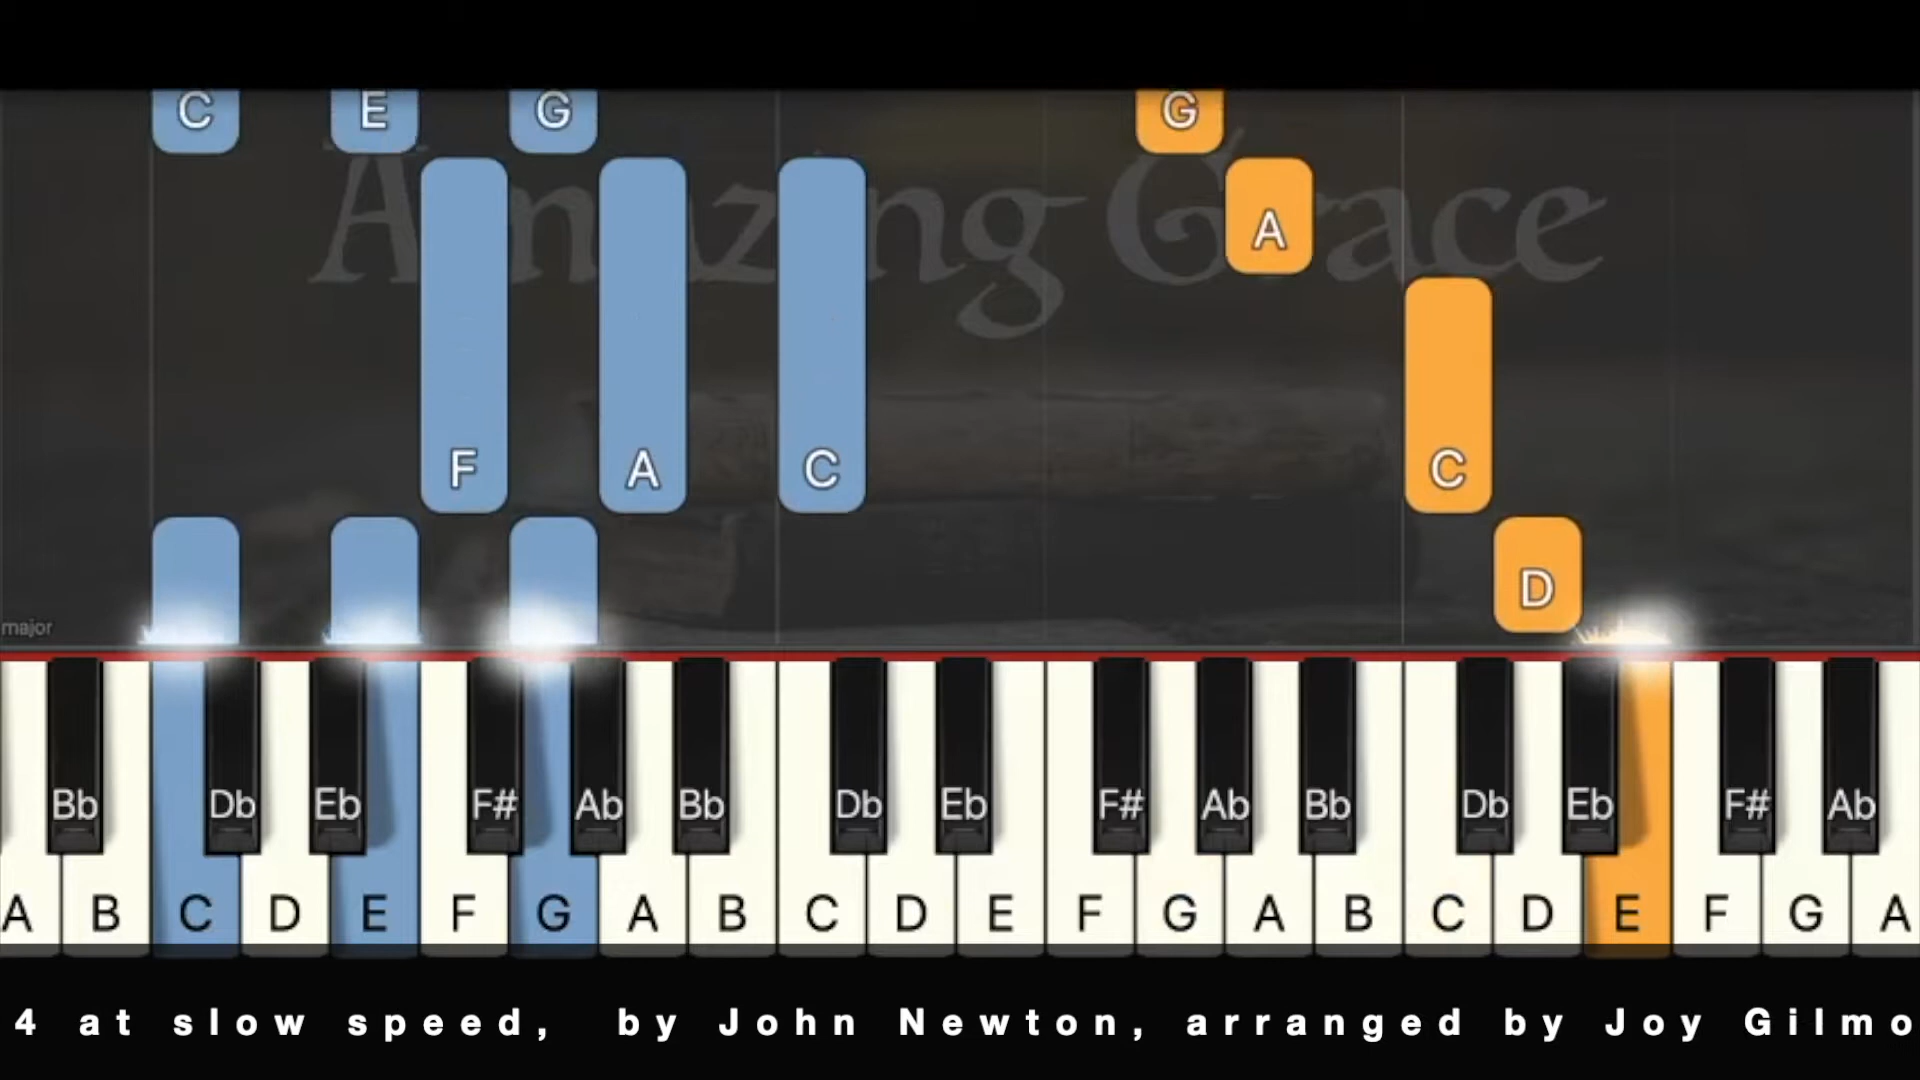 C E G G
Amazing Grace
A
F A C C
D
major
Bb Db Eb F# Ab Bb Db Eb F# Ab Bb Db Eb F# Ab
A B C D E F G A B C D E F G A B C D E F G A
4 at slow speed, by John Newton, arranged by Joy Gilmo